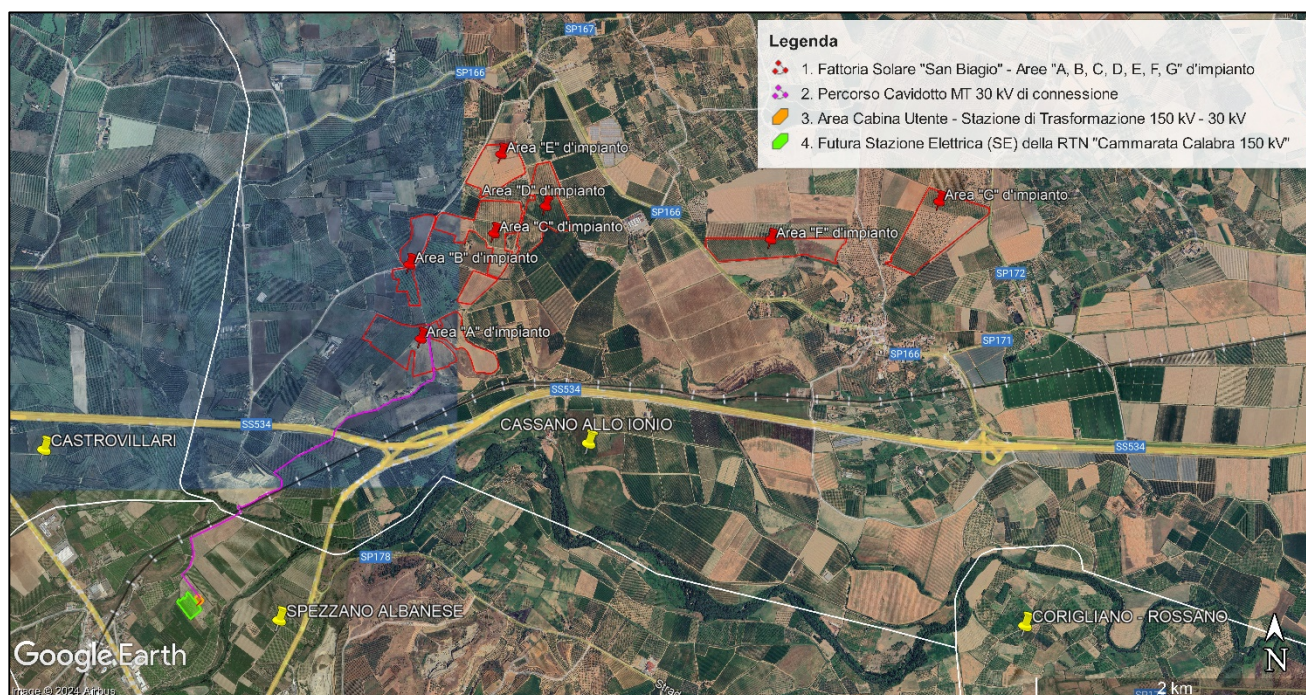 Legenda
1. Fattoria Solare "San Biagio" - Aree "A, B, C, D, E, F, G" d'impianto
2. Percorso Cavidotto MT 30 kV di connessione
3. Area Cabina Utente - Stazione di Trasformazione 150 kV - 30 kV
4. Futura Stazione Elettrica (SE) della RTN "Cammarata Calabra 150 kV"
SP167
SP166
Area "E" d'impianto
Area "D" d'impianto
Area "G" d'impianto
SP166
Area "C" d'impianto
Area "F" d'impianto
Area "B" d'impianto
SP172
Area "A" d'impianto
SP171
SP166
SS534
SS534
CASSANO ALLO IONIO
CASTROVILLARI
SS534
SP178
SPEZZANO ALBANESE
CORIGLIANO - ROSSANO
Google Earth
N
Image © 2024 Airbus
2 km